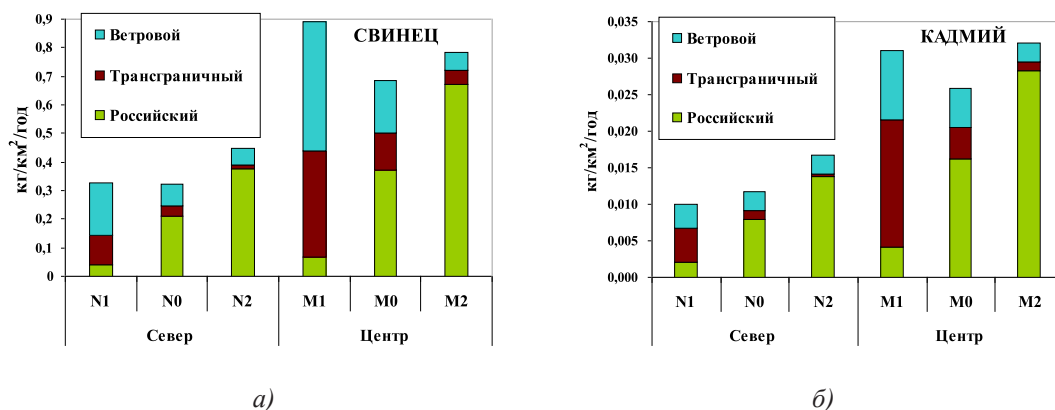 СВИНЕЦ
Ветровой
Трансграничный
Российский
кг/км²/год
0,9
0,8
0,7
0,6
0,5
0,4
0,3
0,2
0,1
0
N1 N0 N2 M1 M0 M2
Север Центр
а)
КАДМИЙ
Ветровой
Трансграничный
Российский
кг/км²/год
0,035
0,030
0,025
0,020
0,015
0,010
0,005
0,000
N1 N0 N2 M1 M0 M2
Север Центр
б)